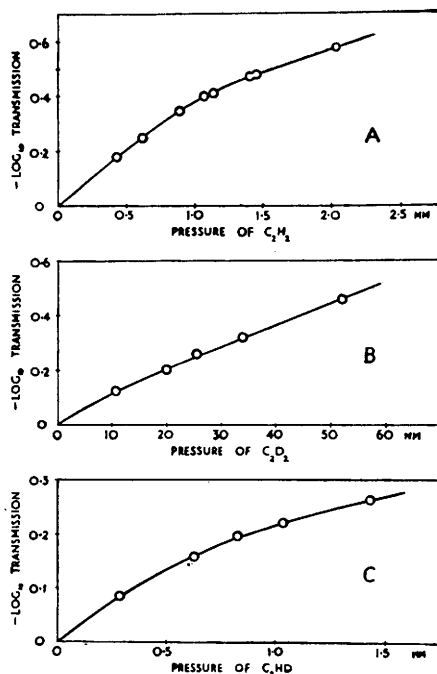 0·6
0·4
0·2
0
-LOG₁₀ TRANSMISSION
A
0 0·5 1·0 1·5 2·0 2·5 MM
PRESSURE OF C₂H₂
0·6
0·4
0·2
0
-LOG₁₀ TRANSMISSION
B
0 10 20 30 40 50 60 MM
PRESSURE OF C₂D₂
0·3
0·2
0·1
0
-LOG₁₀ TRANSMISSION
C
0 0·5 1·0 1·5 MM
PRESSURE OF C₂HD